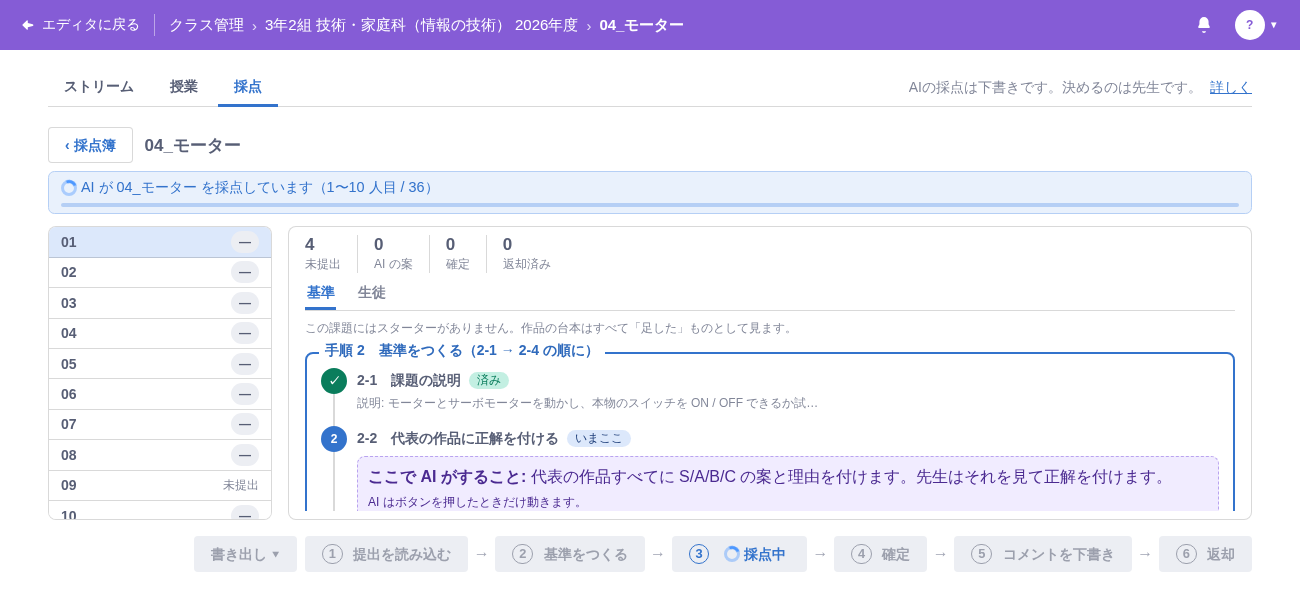 エディタに戻る
クラス管理 › 3年2組 技術・家庭科（情報の技術） 2026年度 › 04_モーター
? ▾
ストリーム 授業 採点
AIの採点は下書きです。決めるのは先生です。 詳しく
‹ 採点簿
04_モーター
AI が 04_モーター を採点しています（1〜10 人目 / 36）
01 —
02 —
03 —
04 —
05 —
06 —
07 —
08 —
09 未提出
10 —
4 0 0 0
未提出 AI の案 確定 返却済み
基準 生徒
この課題にはスターターがありません。作品の台本はすべて「足した」ものとして見ます。
手順 2 基準をつくる（2-1 → 2-4 の順に）
✓ 2-1 課題の説明 済み
説明: モーターとサーボモーターを動かし、本物のスイッチを ON / OFF できるか試…
2 2-2 代表の作品に正解を付ける いまここ
ここで AI がすること: 代表の作品すべてに S/A/B/C の案と理由を付けます。先生はそれを見て正解を付けます。
AI はボタンを押したときだけ動きます。
書き出し ▾ 1 提出を読み込む → 2 基準をつくる → 3 採点中 → 4 確定 → 5 コメントを下書き → 6 返却